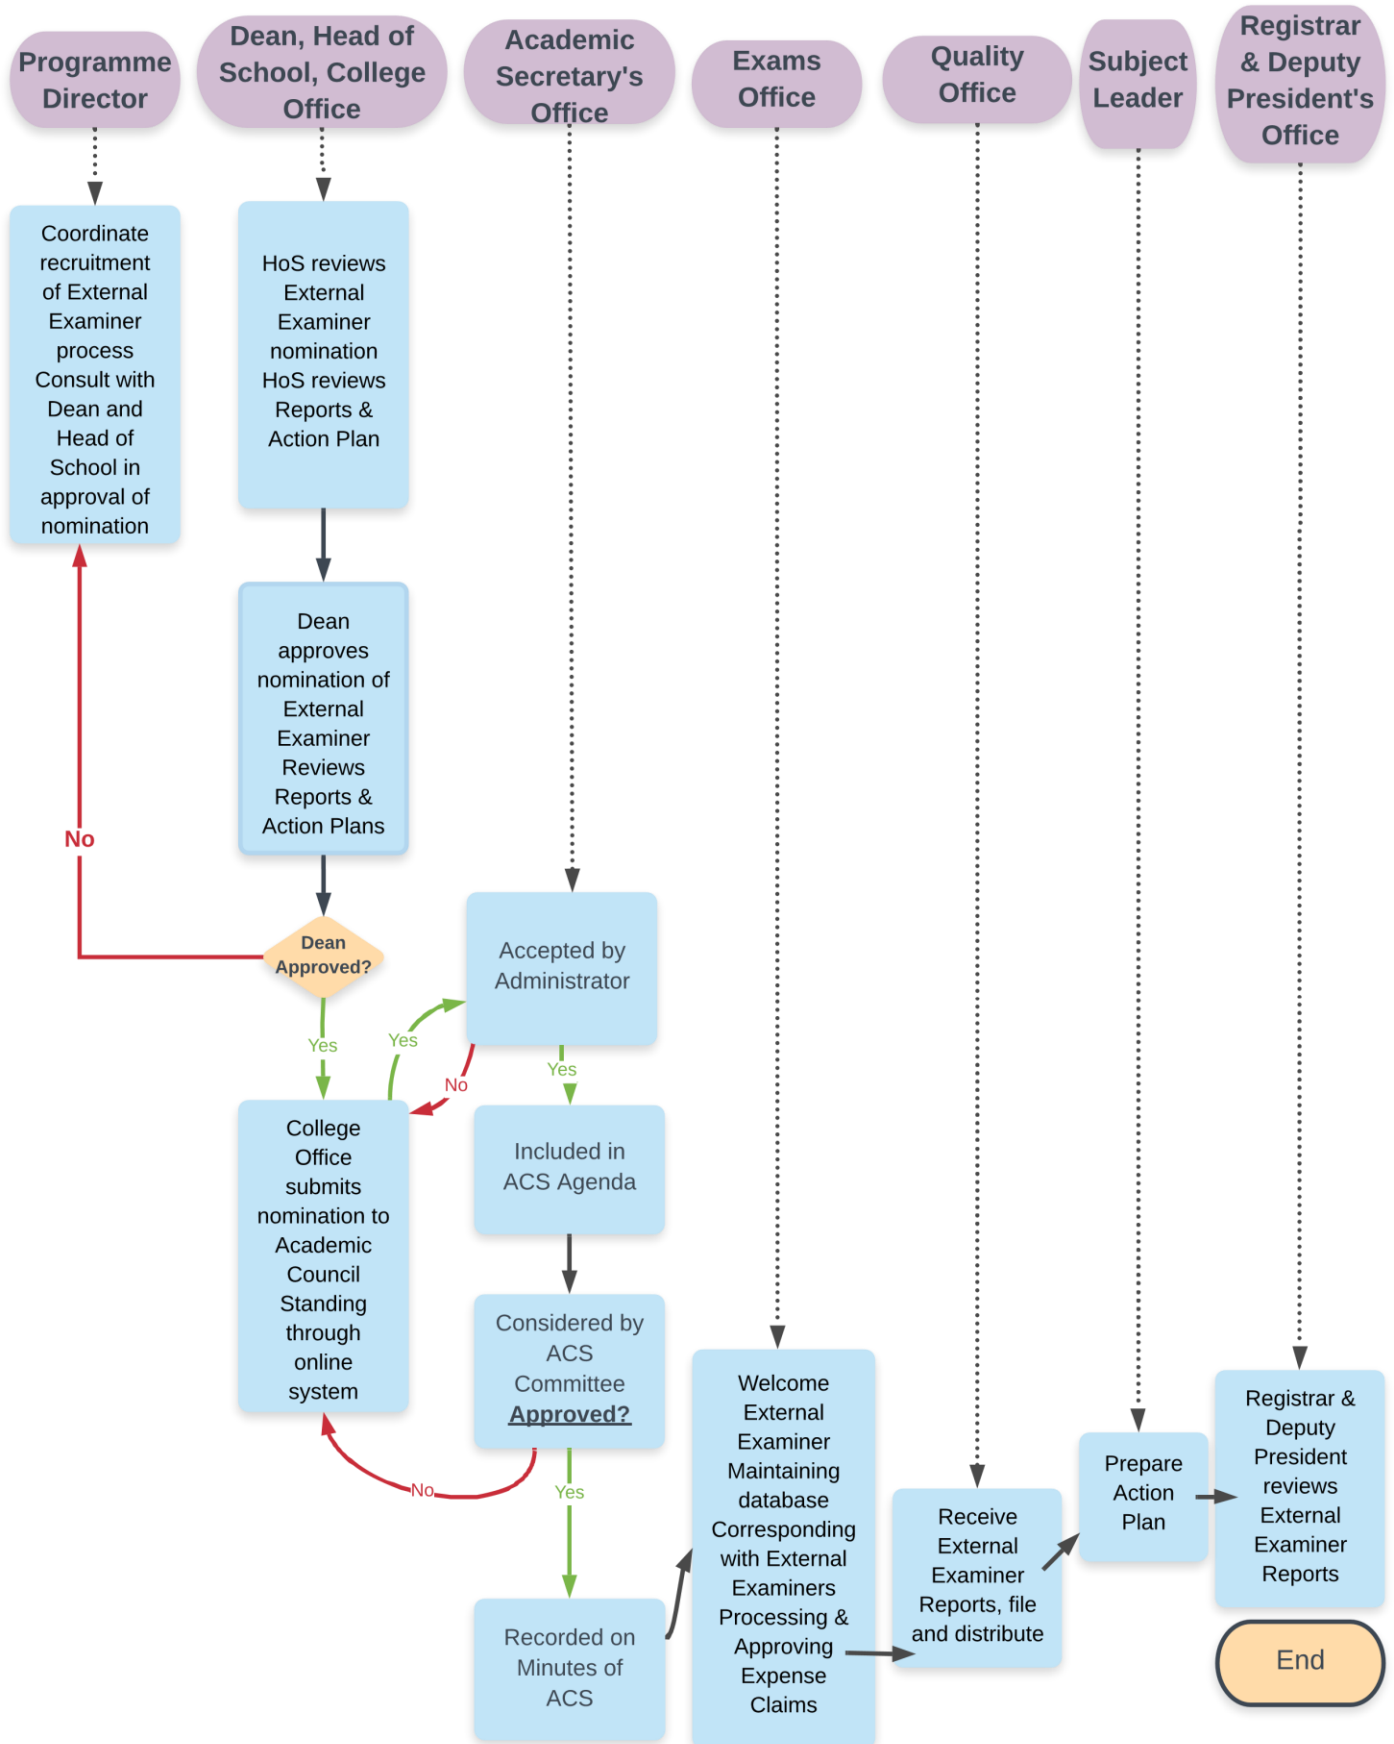 Programme
Director
Dean, Head of
School, College
Office
Academic
Secretary's
Office
Exams
Office
Quality
Office
Subject
Leader
Registrar
& Deputy
President's
Office
Coordinate
recruitment
of External
Examiner
process
Consult with
Dean and
Head of
School in
approval of
nomination
HoS reviews
External
Examiner
nomination
HoS reviews
Reports &
Action Plan
Dean
approves
nomination of
External
Examiner
Reviews
Reports &
Action Plans
No
Dean
Approved?
Yes
College
Office
submits
nomination to
Academic
Council
Standing
through
online
system
Yes
No
Accepted by
Administrator
Yes
Included in
ACS Agenda
Considered by
ACS
Committee
Approved?
No
Yes
Recorded on
Minutes of
ACS
Welcome
External
Examiner
Maintaining
database
Corresponding
with External
Examiners
Processing &
Approving
Expense
Claims
Receive
External
Examiner
Reports, file
and distribute
Prepare
Action
Plan
Registrar &
Deputy
President
reviews
External
Examiner
Reports
End